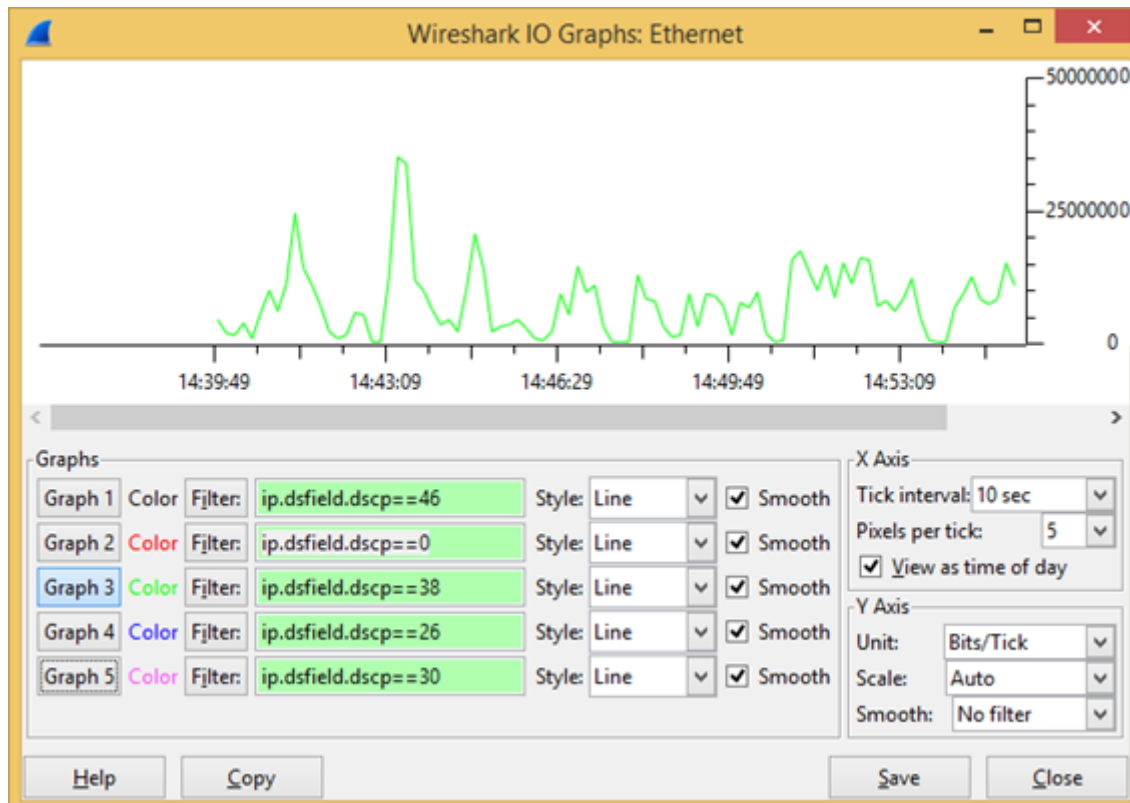 Wireshark IO Graphs: Ethernet
50000000
25000000
0
14:39:49 14:43:09 14:46:29 14:49:49 14:53:09
Graphs
Graph 1 Color Filter: ip.dsfield.dscp==46 Style: Line Smooth
Graph 2 Color Filter: ip.dsfield.dscp==0 Style: Line Smooth
Graph 3 Color Filter: ip.dsfield.dscp==38 Style: Line Smooth
Graph 4 Color Filter: ip.dsfield.dscp==26 Style: Line Smooth
Graph 5 Color Filter: ip.dsfield.dscp==30 Style: Line Smooth
X Axis
Tick interval: 10 sec
Pixels per tick: 5
View as time of day
Y Axis
Unit: Bits/Tick
Scale: Auto
Smooth: No filter
Help Copy Save Close